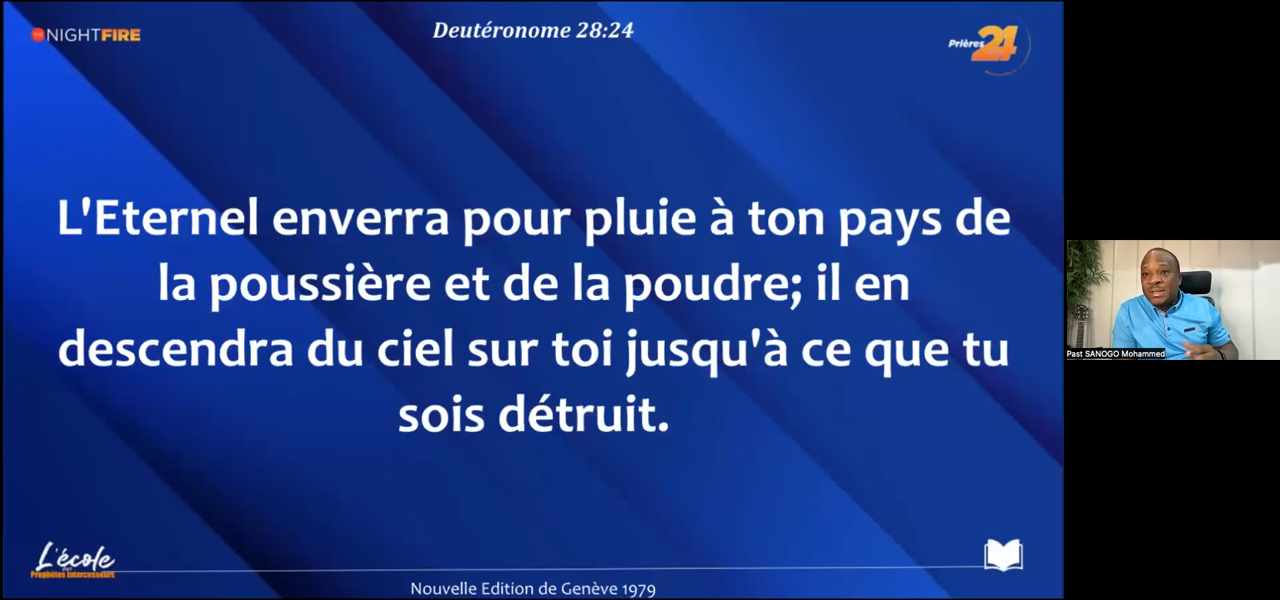 NIGHTFIRE
Deutéronome 28:24
Prières 24
L'Eternel enverra pour pluie à ton pays de
la poussière et de la poudre; il en
descendra du ciel sur toi jusqu'à ce que tu
sois détruit.
Past SANOGO Mohammed
L'école
Prophètes Intercesseurs
Nouvelle Edition de Genève 1979